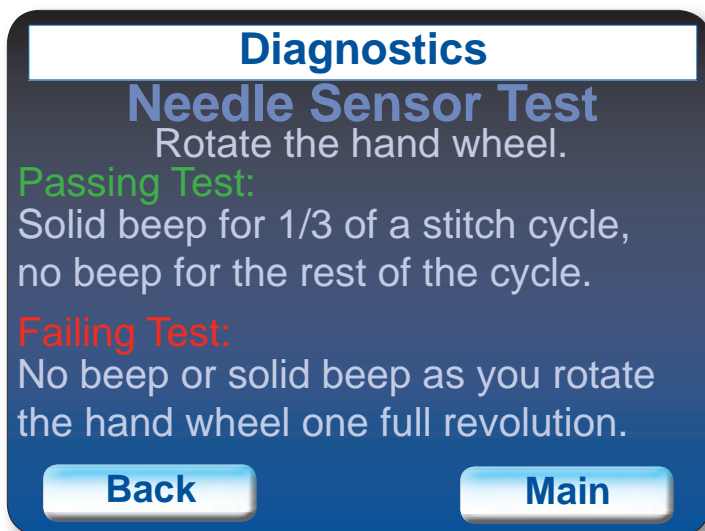 Diagnostics
Needle Sensor Test
Rotate the hand wheel.
Passing Test:
Solid beep for 1/3 of a stitch cycle,
no beep for the rest of the cycle.
Failing Test:
No beep or solid beep as you rotate
the hand wheel one full revolution.
Back
Main